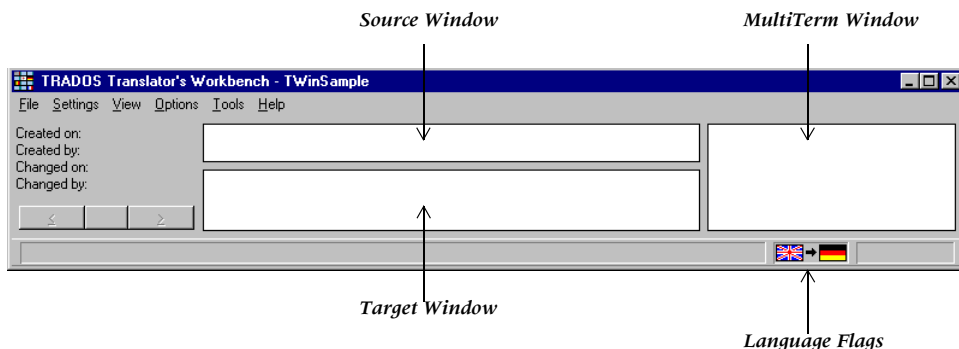 Source Window
MultiTerm Window
TRADOS Translator's Workbench - TWinSample
File Settings View Options Tools Help
Created on:
Created by:
Changed on:
Changed by:
< >
Target Window
Language Flags